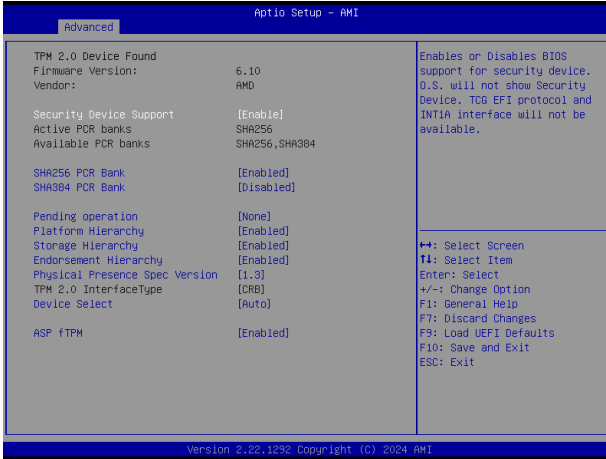 Aptio Setup – AMI
Advanced
TPM 2.0 Device Found
Firmware Version: 6.10
Vendor: AMD
Security Device Support [Enable]
Active PCR banks SHA256
Available PCR banks SHA256,SHA384
SHA256 PCR Bank [Enabled]
SHA384 PCR Bank [Disabled]
Pending operation [None]
Platform Hierarchy [Enabled]
Storage Hierarchy [Enabled]
Endorsement Hierarchy [Enabled]
Physical Presence Spec Version [1.3]
TPM 2.0 InterfaceType [CRB]
Device Select [Auto]
ASP fTPM [Enabled]
Enables or Disables BIOS
support for security device.
O.S. will not show Security
Device. TCG EFI protocol and
INT1A interface will not be
available.
↔: Select Screen
↑↓: Select Item
Enter: Select
+/-: Change Option
F1: General Help
F7: Discard Changes
F9: Load UEFI Defaults
F10: Save and Exit
ESC: Exit
Version 2.22.1292 Copyright (C) 2024 AMI